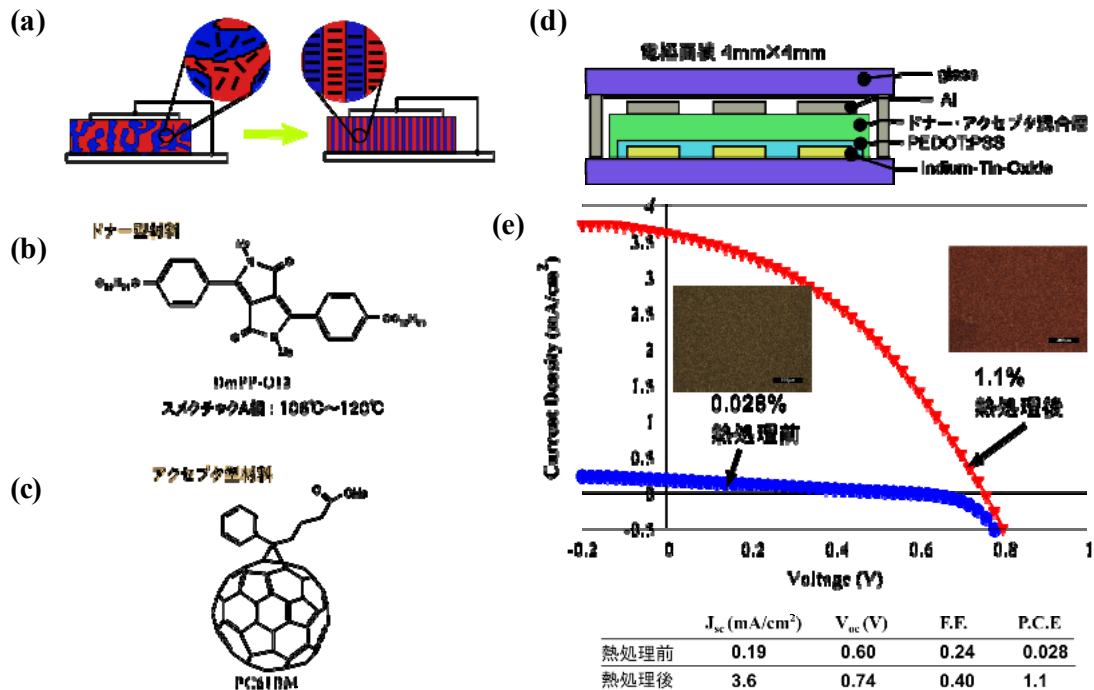 (a)
(b)
ドナー型材料
スメクチックA相：106℃～120℃
(c)
アクセプタ型材料
OMe
PC61BM
(d)
電極面積 4mm×4mm
glass
Al
ドナー・アクセプタ混合層
PEDOT:PSS
Indium-Tin-Oxide
(e)
Current Density (mA/cm²)
4
3.5
3
2.5
2
1.5
1
0.5
0
-0.5
0.028%
熱処理前
1.1%
熱処理後
-0.2 0 0.2 0.4 0.6 0.8 1
Voltage (V)
Jsc (mA/cm²) Voc (V) F.F. P.C.E
熱処理前 0.19 0.60 0.24 0.028
熱処理後 3.6 0.74 0.40 1.1